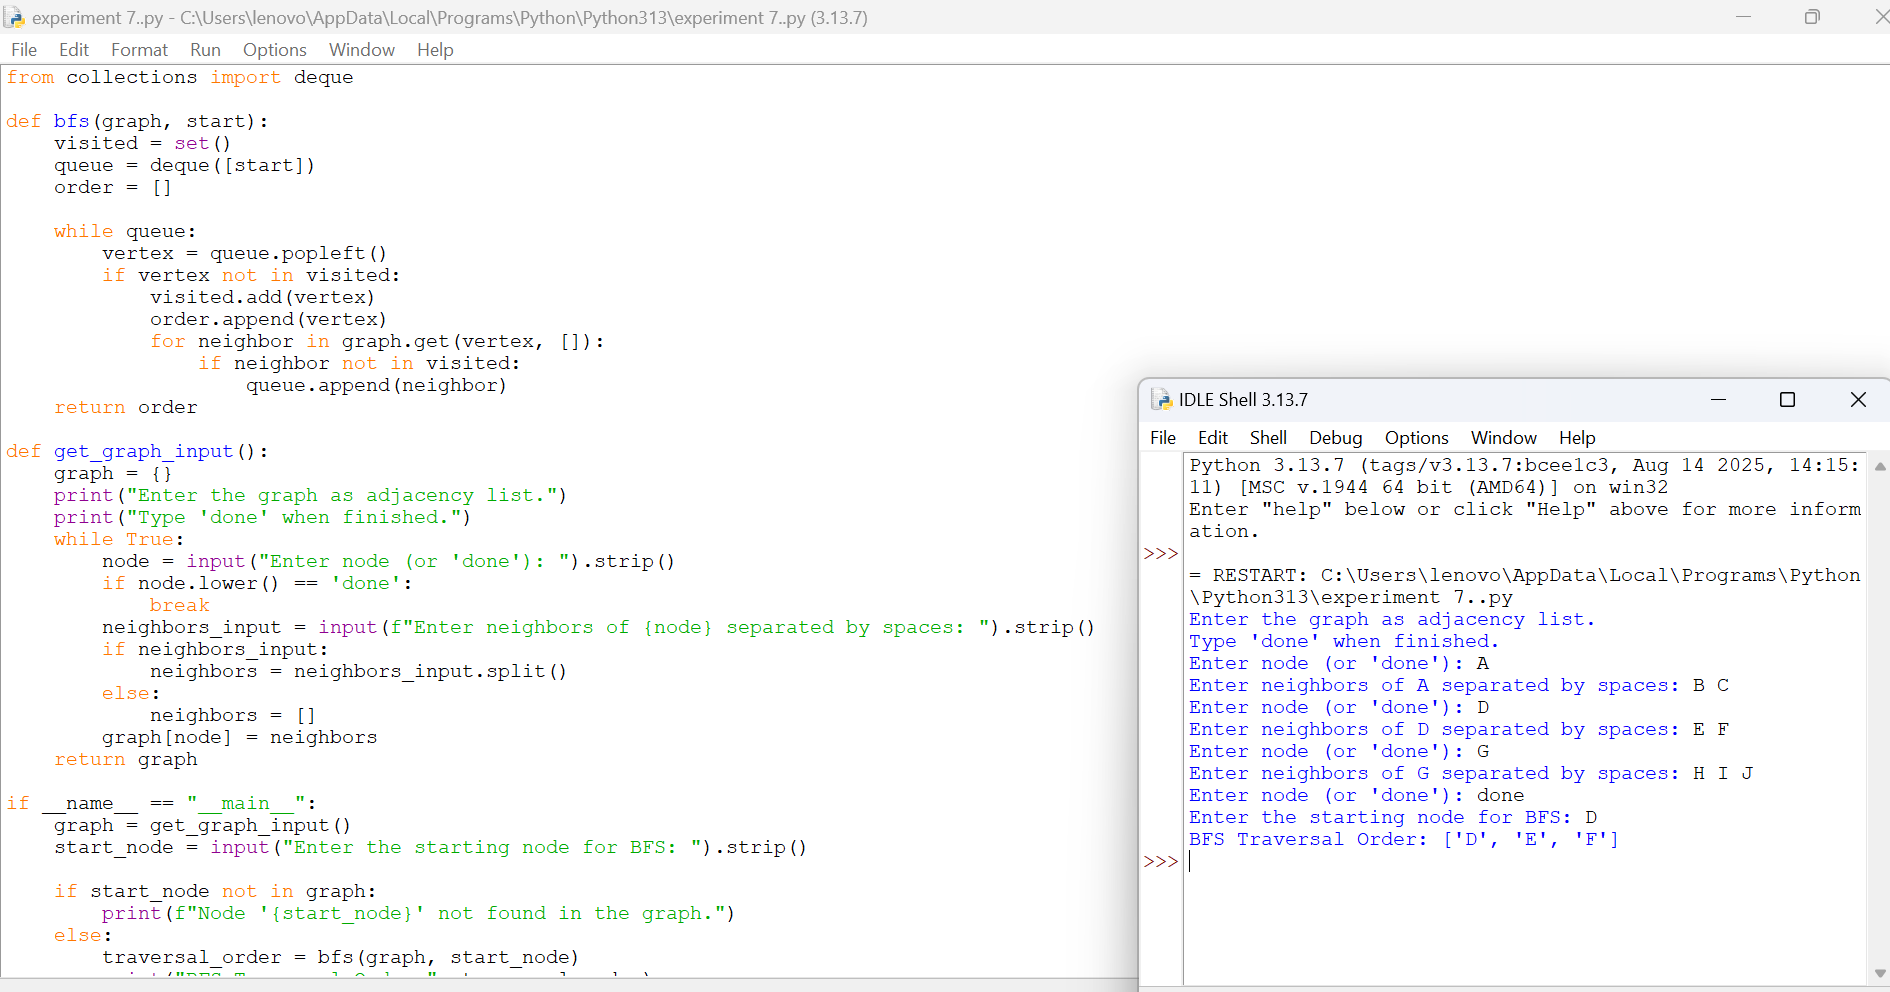 experiment 7..py - C:\Users\lenovo\AppData\Local\Programs\Python\Python313\experiment 7..py (3.13.7)
File Edit Format Run Options Window Help
from collections import deque

def bfs(graph, start):
    visited = set()
    queue = deque([start])
    order = []

    while queue:
        vertex = queue.popleft()
        if vertex not in visited:
            visited.add(vertex)
            order.append(vertex)
            for neighbor in graph.get(vertex, []):
                if neighbor not in visited:
                    queue.append(neighbor)
    return order

def get_graph_input():
    graph = {}
    print("Enter the graph as adjacency list.")
    print("Type 'done' when finished.")
    while True:
        node = input("Enter node (or 'done'): ").strip()
        if node.lower() == 'done':
            break
        neighbors_input = input(f"Enter neighbors of {node} separated by spaces: ").strip()
        if neighbors_input:
            neighbors = neighbors_input.split()
        else:
            neighbors = []
        graph[node] = neighbors
    return graph

if __name__ == "__main__":
    graph = get_graph_input()
    start_node = input("Enter the starting node for BFS: ").strip()

    if start_node not in graph:
        print(f"Node '{start_node}' not found in the graph.")
    else:
        traversal_order = bfs(graph, start_node)
IDLE Shell 3.13.7
File Edit Shell Debug Options Window Help
Python 3.13.7 (tags/v3.13.7:bcee1c3, Aug 14 2025, 14:15:
11) [MSC v.1944 64 bit (AMD64)] on win32
Enter "help" below or click "Help" above for more inform
ation.
>>>
= RESTART: C:\Users\lenovo\AppData\Local\Programs\Python
\Python313\experiment 7..py
Enter the graph as adjacency list.
Type 'done' when finished.
Enter node (or 'done'): A
Enter neighbors of A separated by spaces: B C
Enter node (or 'done'): D
Enter neighbors of D separated by spaces: E F
Enter node (or 'done'): G
Enter neighbors of G separated by spaces: H I J
Enter node (or 'done'): done
Enter the starting node for BFS: D
BFS Traversal Order: ['D', 'E', 'F']
>>>